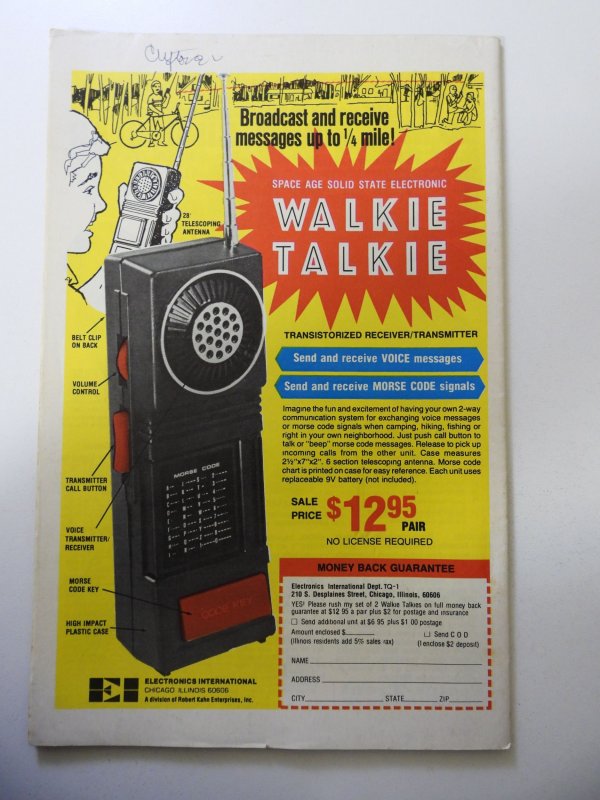 Broadcast and receive
messages up to 1/4 mile!
SPACE AGE SOLID STATE ELECTRONIC
WALKIE
TALKIE
28"
TELESCOPING
ANTENNA
TRANSISTORIZED RECEIVER/TRANSMITTER
Send and receive VOICE messages
Send and receive MORSE CODE signals
BELT CLIP
ON BACK
VOLUME
CONTROL
TRANSMITTER
CALL BUTTON
VOICE
TRANSMITTER/
RECEIVER
MORSE
CODE KEY
HIGH IMPACT
PLASTIC CASE
MORSE CODE
CODE KEY
Imagine the fun and excitement of having your own 2-way
communication system for exchanging voice messages
or morse code signals when camping, hiking, fishing or
right in your own neighborhood. Just push call button to
talk or "beep" morse code messages. Release to pick up
incoming calls from the other unit. Case measures
2½"x7"x2". 6 section telescoping antenna. Morse code
chart is printed on case for easy reference. Each unit uses
replaceable 9V battery (not included).
SALE
PRICE $12.95
PAIR
NO LICENSE REQUIRED
MONEY BACK GUARANTEE
Electronics International Dept. TQ-1
210 S. Desplaines Street, Chicago, Illinois, 60606
YES! Please rush my set of 2 Walkie Talkies on full money back
guarantee at $12 95 a pair plus $2 for postage and insurance
Send additional unit at $6 95 plus $1 00 postage
Amount enclosed $
Send C O D
(Illinois residents add 5% sales tax)
(I enclose $2 deposit)
NAME
ADDRESS
CITY STATE ZIP
EI
ELECTRONICS INTERNATIONAL
CHICAGO ILLINOIS 60606
A division of Robert Kahn Enterprises, Inc.